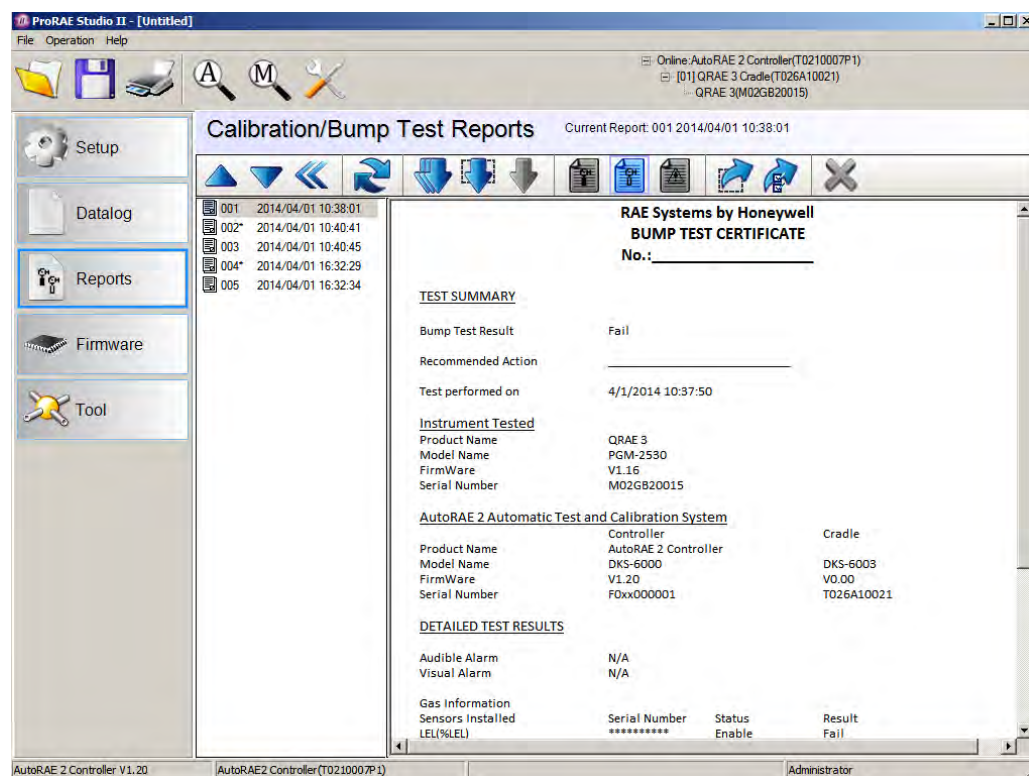 ProRAE Studio II - [Untitled]
File Operation Help
A M
Online:AutoRAE 2 Controller(T0210007P1)
[01] QRAE 3 Cradle(T026A10021)
QRAE 3(M02GB20015)
Setup
Datalog
Reports
Firmware
Tool
Calibration/Bump Test Reports Current Report: 001 2014/04/01 10:38:01
001 2014/04/01 10:38:01
002* 2014/04/01 10:40:41
003 2014/04/01 10:40:45
004* 2014/04/01 16:32:29
005 2014/04/01 16:32:34
RAE Systems by Honeywell
BUMP TEST CERTIFICATE
No.:
TEST SUMMARY
Bump Test Result Fail
Recommended Action
Test performed on 4/1/2014 10:37:50
Instrument Tested
Product Name QRAE 3
Model Name PGM-2530
FirmWare V1.16
Serial Number M02GB20015
AutoRAE 2 Automatic Test and Calibration System
Controller Cradle
Product Name AutoRAE 2 Controller
Model Name DKS-6000 DKS-6003
FirmWare V1.20 V0.00
Serial Number F0xx000001 T026A10021
DETAILED TEST RESULTS
Audible Alarm N/A
Visual Alarm N/A
Gas Information
Sensors Installed Serial Number Status Result
LEL(%LEL) ********** Enable Fail
AutoRAE 2 Controller V1.20 AutoRAE2 Controller(T0210007P1) Administrator